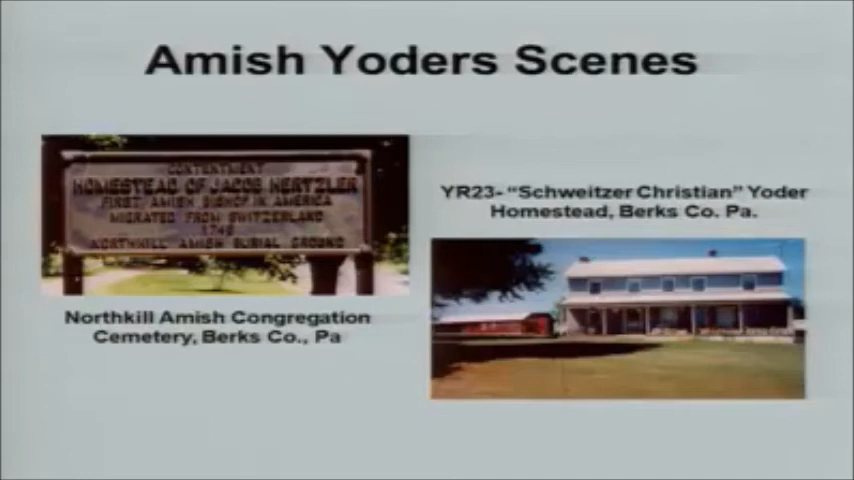 Amish Yoders Scenes
CONTENTMENT
HOMESTEAD OF JACOB HERTZLER
FIRST AMISH BISHOP IN AMERICA
MIGRATED FROM SWITZERLAND
NORTHKILL AMISH BURIAL GROUND
Northkill Amish Congregation
Cemetery, Berks Co., Pa
YR23- “Schweitzer Christian” Yoder
Homestead, Berks Co. Pa.